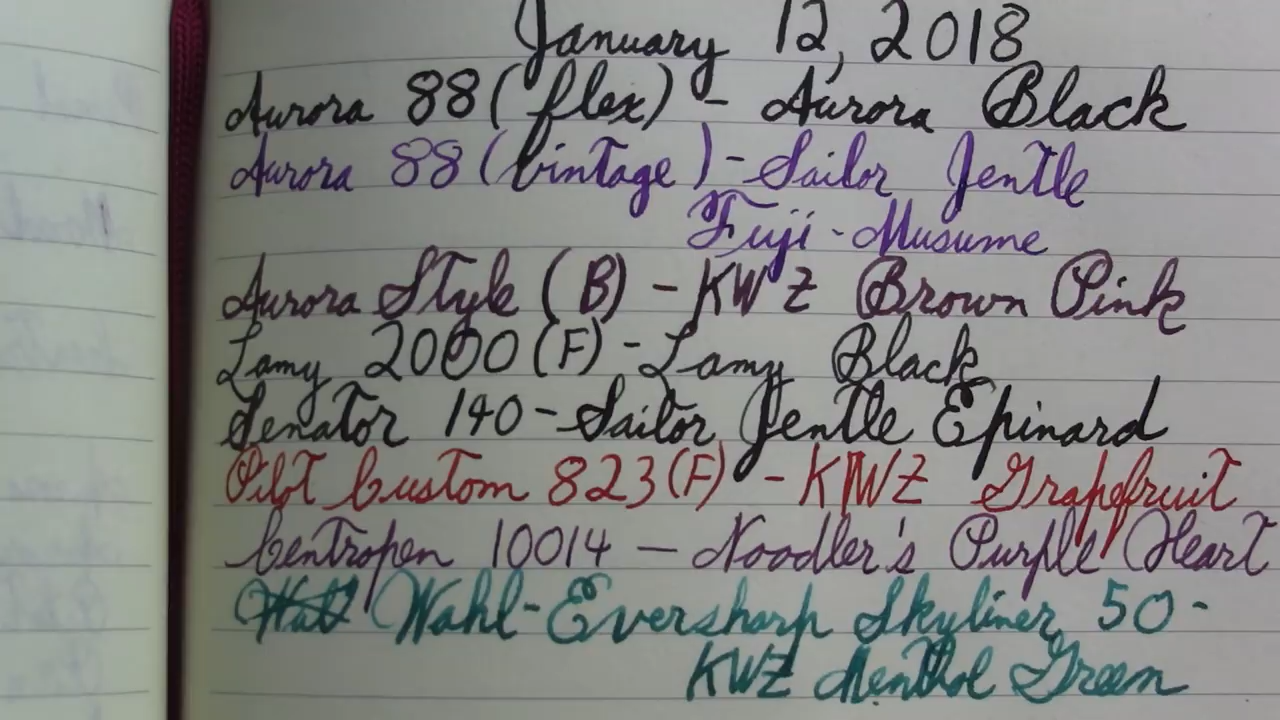 January 12, 2018
Aurora 88 (flex) - Aurora Black
Aurora 88 (vintage) - Sailor Jentle
Fuji - Musume
Aurora Style (B) - KWZ Brown Pink
Lamy 2000 (F) - Lamy Black
Senator 140 - Sailor Jentle Epinard
Pilot Custom 823 (F) - KWZ Grapefruit
Centropen 10014 — Noodler's Purple Heart
Wahl-Eversharp Skyliner 50 -
KWZ Menthol Green